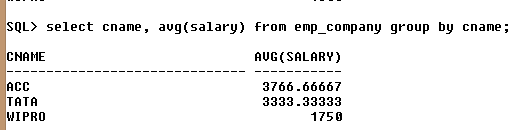 SQL> select cname, avg(salary) from emp_company group by cname;
CNAME AVG(SALARY)
------------------------------ -----------
ACC 3766.66667
TATA 3333.33333
WIPRO 1750